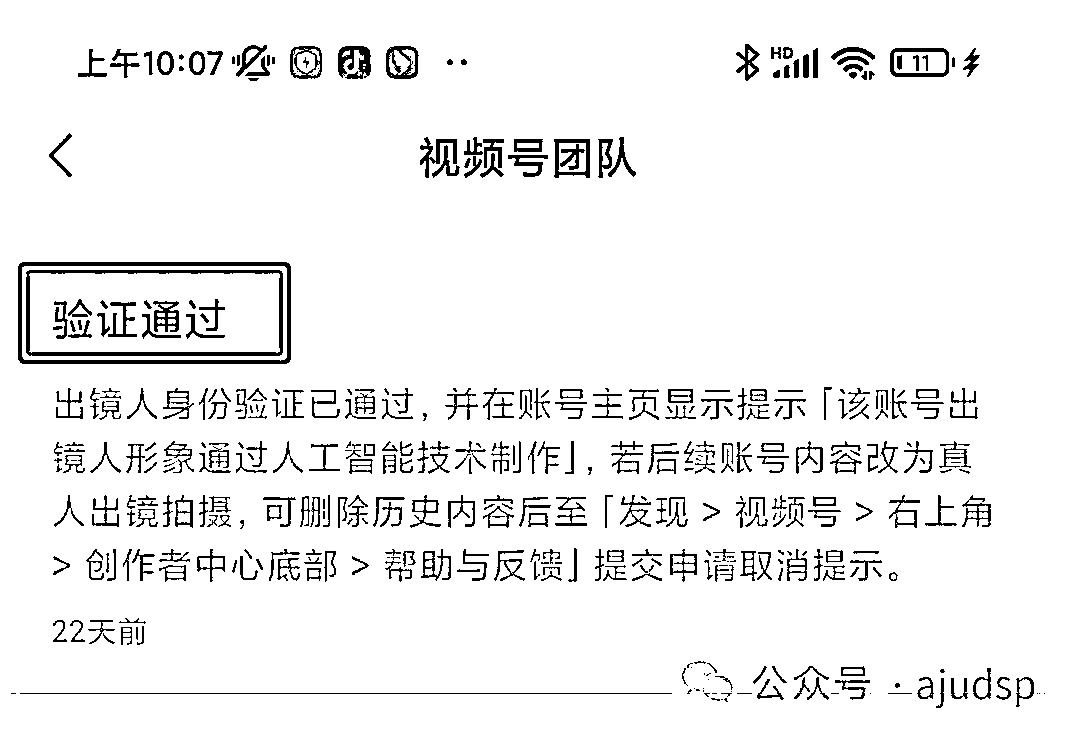 上午10:07
HD
11
视频号团队
验证通过
出镜人身份验证已通过，并在账号主页显示提示「该账号出
镜人形象通过人工智能技术制作」，若后续账号内容改为真
人出镜拍摄，可删除历史内容后至「发现 > 视频号 > 右上角
> 创作者中心底部 > 帮助与反馈」提交申请取消提示。
22天前
公众号 · ajudsp